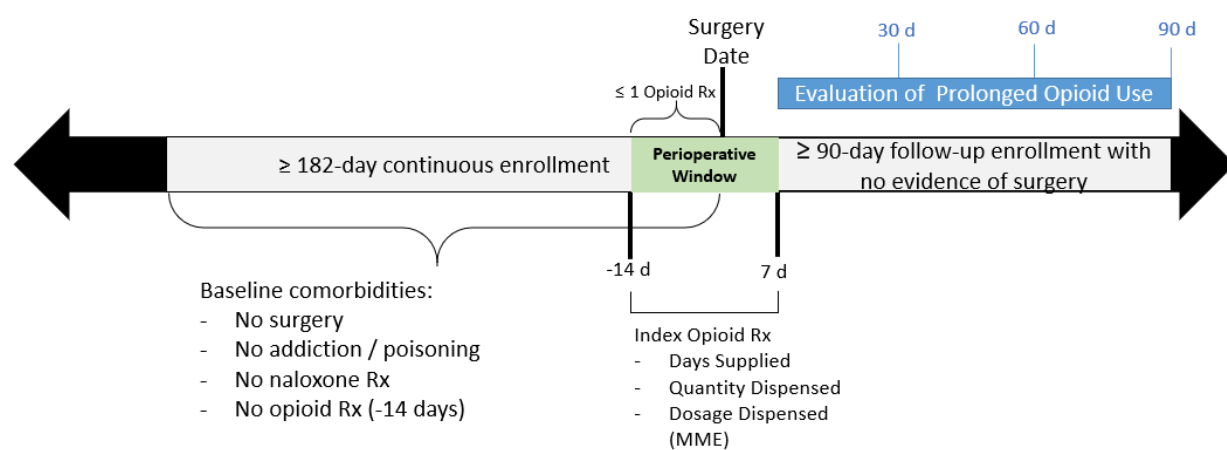 Surgery
Date
30 d
60 d
90 d
≤ 1 Opioid Rx
Evaluation of Prolonged Opioid Use
≥ 182-day continuous enrollment
Perioperative
Window
≥ 90-day follow-up enrollment with
no evidence of surgery
-14 d
7 d
Baseline comorbidities:
- No surgery
- No addiction / poisoning
- No naloxone Rx
- No opioid Rx (-14 days)
Index Opioid Rx
- Days Supplied
- Quantity Dispensed
- Dosage Dispensed
(MME)